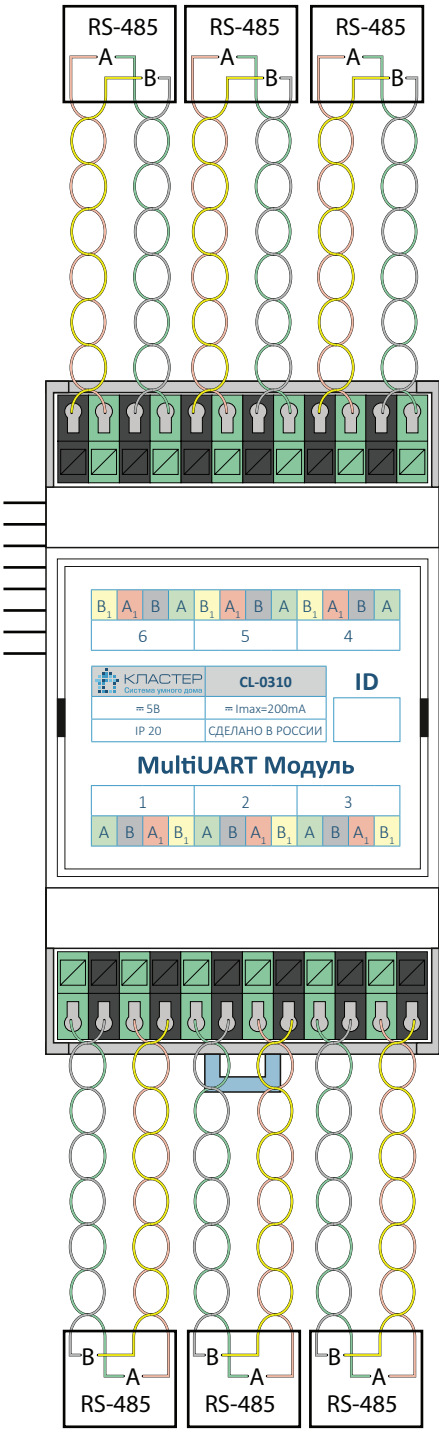 RS-485 RS-485 RS-485
A A A
B B B
B₁ A₁ B A B₁ A₁ B A B₁ A₁ B A
6 5 4
КЛАСТЕР CL-0310 ID
Система умного дома
⎓ 5В ⎓ Imax=200mA
IP 20 СДЕЛАНО В РОССИИ
MultiUART Модуль
1 2 3
A B A₁ B₁ A B A₁ B₁ A B A₁ B₁
B B B
A A A
RS-485 RS-485 RS-485